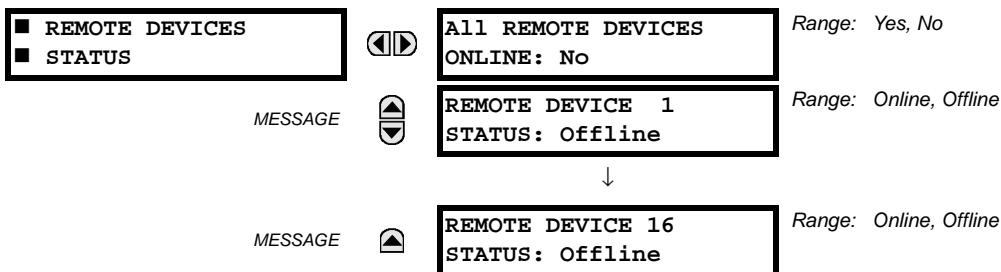 ■ REMOTE DEVICES
■ STATUS
All REMOTE DEVICES
ONLINE: No
Range: Yes, No
MESSAGE
REMOTE DEVICE 1
STATUS: Offline
Range: Online, Offline
↓
MESSAGE
REMOTE DEVICE 16
STATUS: Offline
Range: Online, Offline